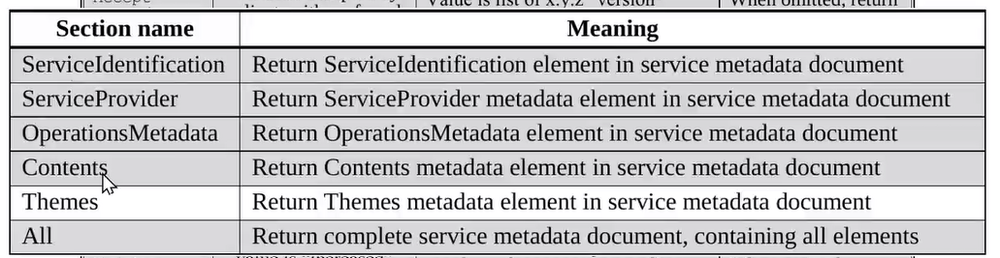 Value is list of x.y.z "version"
When omitted, return
Section name Meaning
ServiceIdentification Return ServiceIdentification element in service metadata document
ServiceProvider Return ServiceProvider metadata element in service metadata document
OperationsMetadata Return OperationsMetadata element in service metadata document
Contents Return Contents metadata element in service metadata document
Themes Return Themes metadata element in service metadata document
All Return complete service metadata document, containing all elements